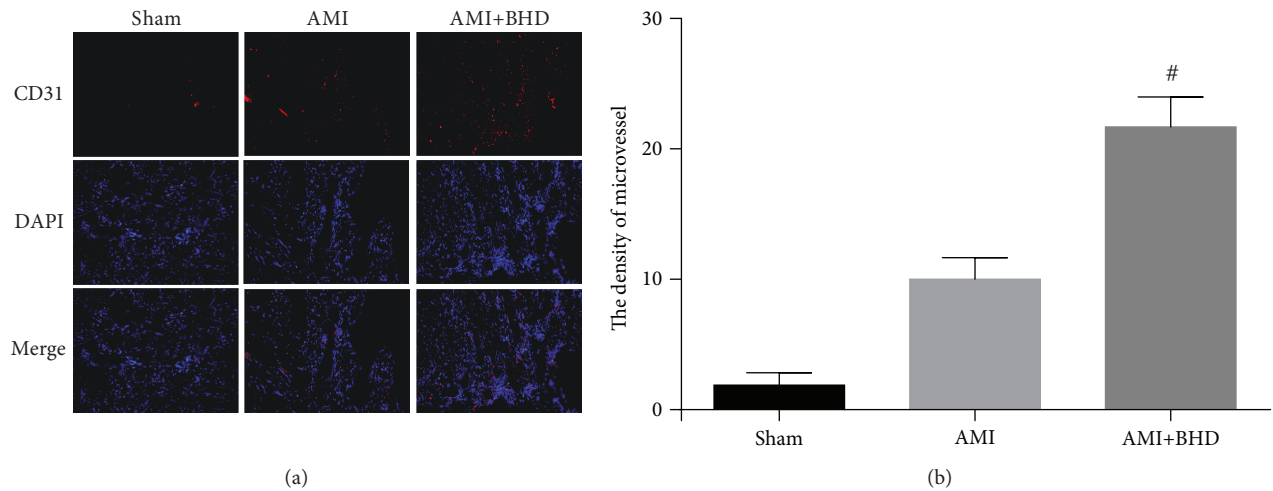 Sham AMI AMI+BHD
CD31
DAPI
Merge
(a)
The density of microvessel
30
20
10
0
#
Sham AMI AMI+BHD
(b)